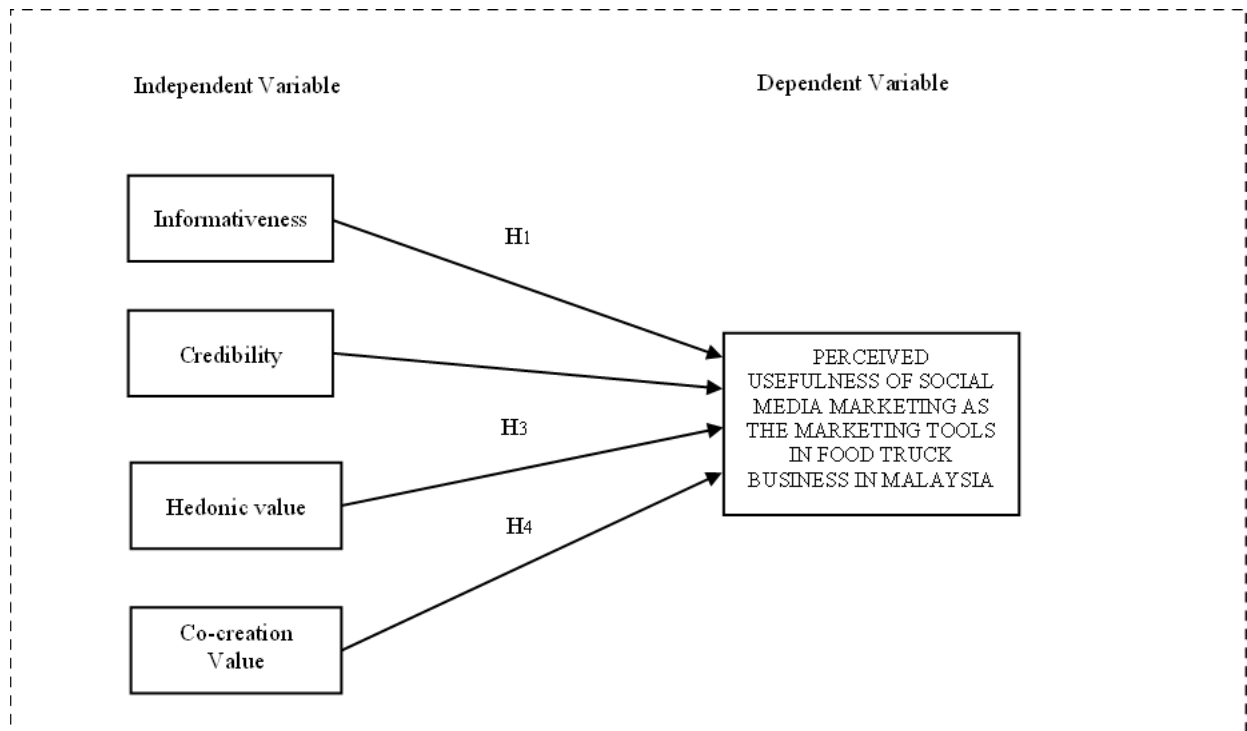 Independent Variable
Dependent Variable
Informativeness
H1
Credibility
H3
Hedonic value
H4
Co-creation
Value
PERCEIVED
USEFULNESS OF SOCIAL
MEDIA MARKETING AS
THE MARKETING TOOLS
IN FOOD TRUCK
BUSINESS IN MALAYSIA